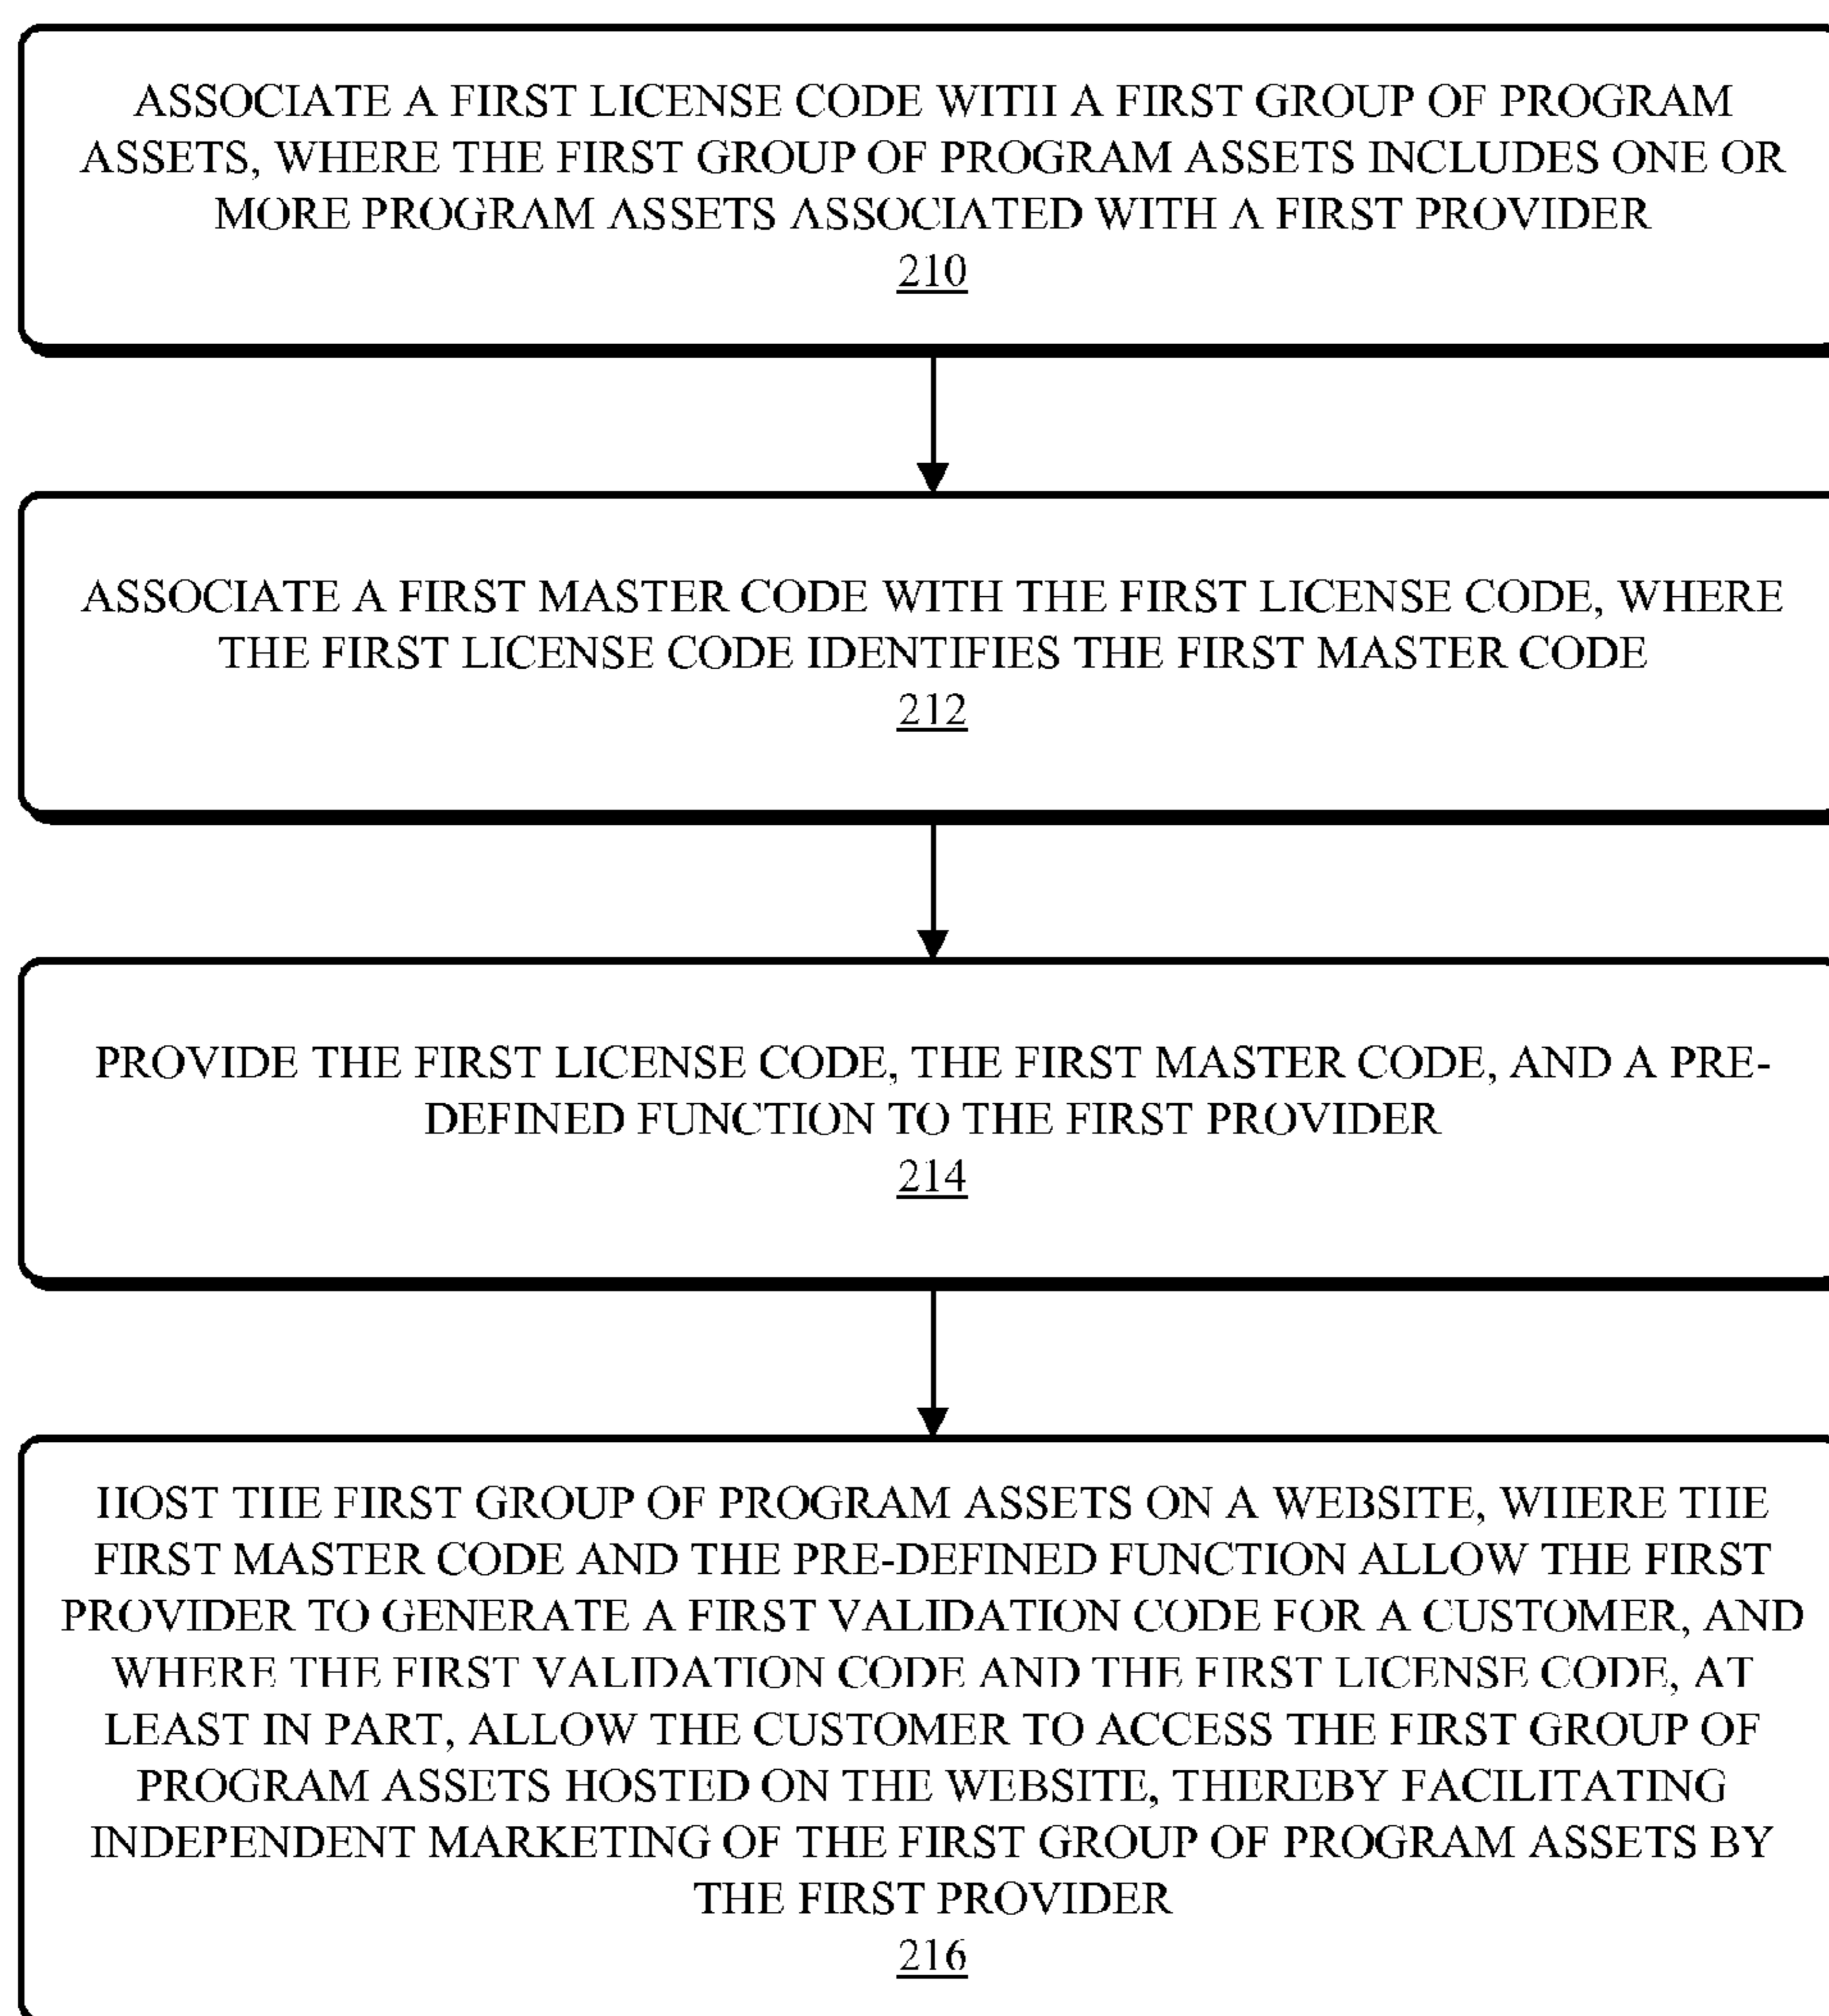 ASSOCIATE A FIRST LICENSE CODE WITH A FIRST GROUP OF PROGRAM
ASSETS, WHERE THE FIRST GROUP OF PROGRAM ASSETS INCLUDES ONE OR
MORE PROGRAM ASSETS ASSOCIATED WITH A FIRST PROVIDER
210
ASSOCIATE A FIRST MASTER CODE WITH THE FIRST LICENSE CODE, WHERE
THE FIRST LICENSE CODE IDENTIFIES THE FIRST MASTER CODE
212
PROVIDE THE FIRST LICENSE CODE, THE FIRST MASTER CODE, AND A PRE-
DEFINED FUNCTION TO THE FIRST PROVIDER
214
HOST THE FIRST GROUP OF PROGRAM ASSETS ON A WEBSITE, WHERE THE
FIRST MASTER CODE AND THE PRE-DEFINED FUNCTION ALLOW THE FIRST
PROVIDER TO GENERATE A FIRST VALIDATION CODE FOR A CUSTOMER, AND
WHERE THE FIRST VALIDATION CODE AND THE FIRST LICENSE CODE, AT
LEAST IN PART, ALLOW THE CUSTOMER TO ACCESS THE FIRST GROUP OF
PROGRAM ASSETS HOSTED ON THE WEBSITE, THEREBY FACILITATING
INDEPENDENT MARKETING OF THE FIRST GROUP OF PROGRAM ASSETS BY
THE FIRST PROVIDER
216